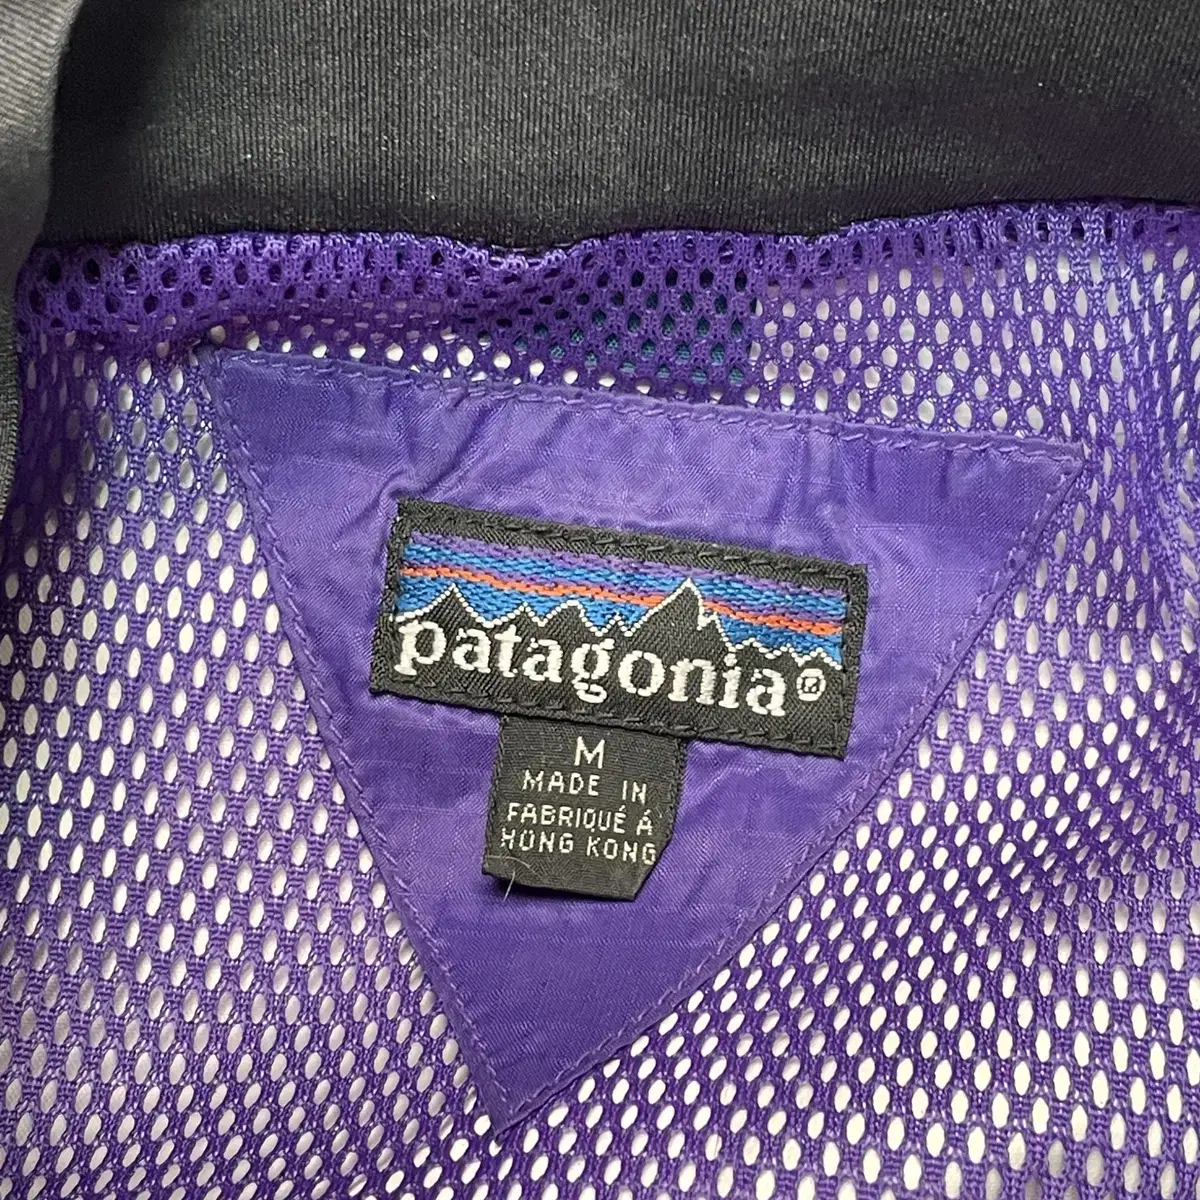 patagonia®
M
MADE IN
FABRIQUÉ À
HONG KONG